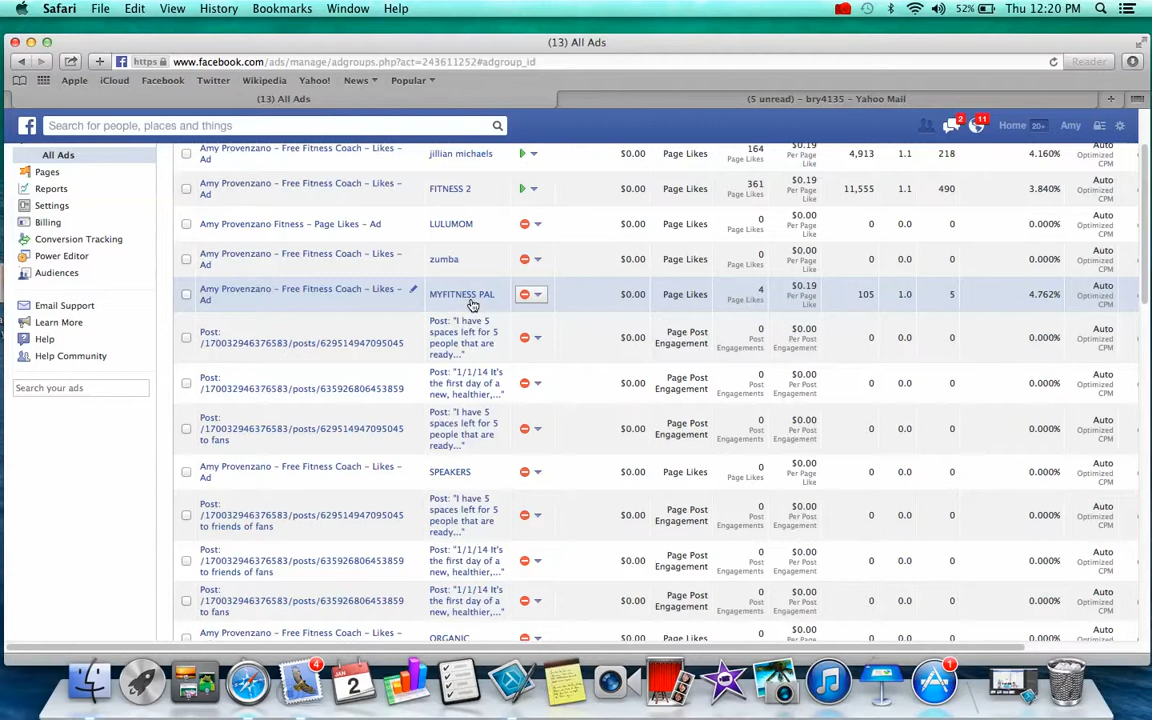 Safari File Edit View History Bookmarks Window Help 52% Thu 12:20 PM
(13) All Ads
https www.facebook.com/ads/manage/adgroups.php?act=243611252#adgroup_id Reader
Apple iCloud Facebook Twitter Wikipedia Yahoo! News Popular
(13) All Ads (5 unread) – bry4135 – Yahoo Mail
Search for people, places and things 2 11 Home 20+ Amy
All Ads
Pages
Reports
Settings
Billing
Conversion Tracking
Power Editor
Audiences
Email Support
Learn More
Help
Help Community
Search your ads
Amy Provenzano – Free Fitness Coach – Likes – Ad jillian michaels $0.00 Page Likes 164 Page Likes $0.19 Per Page Like 4,913 1.1 218 4.160% Auto Optimized CPM
Amy Provenzano – Free Fitness Coach – Likes – Ad FITNESS 2 $0.00 Page Likes 361 Page Likes $0.19 Per Page Like 11,555 1.1 490 3.840% Auto Optimized CPM
Amy Provenzano Fitness – Page Likes – Ad LULUMOM $0.00 Page Likes 0 Page Likes $0.00 Per Page Like 0 0.0 0 0.000% Auto Optimized CPM
Amy Provenzano – Free Fitness Coach – Likes – Ad zumba $0.00 Page Likes 0 Page Likes $0.00 Per Page Like 0 0.0 0 0.000% Auto Optimized CPM
Amy Provenzano – Free Fitness Coach – Likes – Ad MYFITNESS PAL $0.00 Page Likes 4 Page Likes $0.19 Per Page Like 105 1.0 5 4.762% Auto Optimized CPM
Post: /170032946376583/posts/629514947095045 Post: "I have 5 spaces left for 5 people that are ready..." $0.00 Page Post Engagement 0 Post Engagements $0.00 Per Post Engagement 0 0.0 0 0.000% Auto Optimized CPM
Post: /170032946376583/posts/635926806453859 Post: "1/1/14 It's the first day of a new, healthier,..." $0.00 Page Post Engagement 0 Post Engagements $0.00 Per Post Engagement 0 0.0 0 0.000% Auto Optimized CPM
Post: /170032946376583/posts/629514947095045 to fans Post: "I have 5 spaces left for 5 people that are ready..." $0.00 Page Post Engagement 0 Post Engagements $0.00 Per Post Engagement 0 0.0 0 0.000% Auto Optimized CPM
Amy Provenzano – Free Fitness Coach – Likes – Ad SPEAKERS $0.00 Page Likes 0 Page Likes $0.00 Per Page Like 0 0.0 0 0.000% Auto Optimized CPM
Post: /170032946376583/posts/629514947095045 to friends of fans Post: "I have 5 spaces left for 5 people that are ready..." $0.00 Page Post Engagement 0 Post Engagements $0.00 Per Post Engagement 0 0.0 0 0.000% Auto Optimized CPM
Post: /170032946376583/posts/635926806453859 to friends of fans Post: "1/1/14 It's the first day of a new, healthier,..." $0.00 Page Post Engagement 0 Post Engagements $0.00 Per Post Engagement 0 0.0 0 0.000% Auto Optimized CPM
Post: /170032946376583/posts/635926806453859 to fans Post: "1/1/14 It's the first day of a new, healthier,..." $0.00 Page Post Engagement 0 Post Engagements $0.00 Per Post Engagement 0 0.0 0 0.000% Auto Optimized CPM
Amy Provenzano – Free Fitness Coach – Likes – ORGANIC $0.00 Page Likes 0 $0.00 Per Page 0 0.0 0 0.000% Auto Optimized
4 2 1